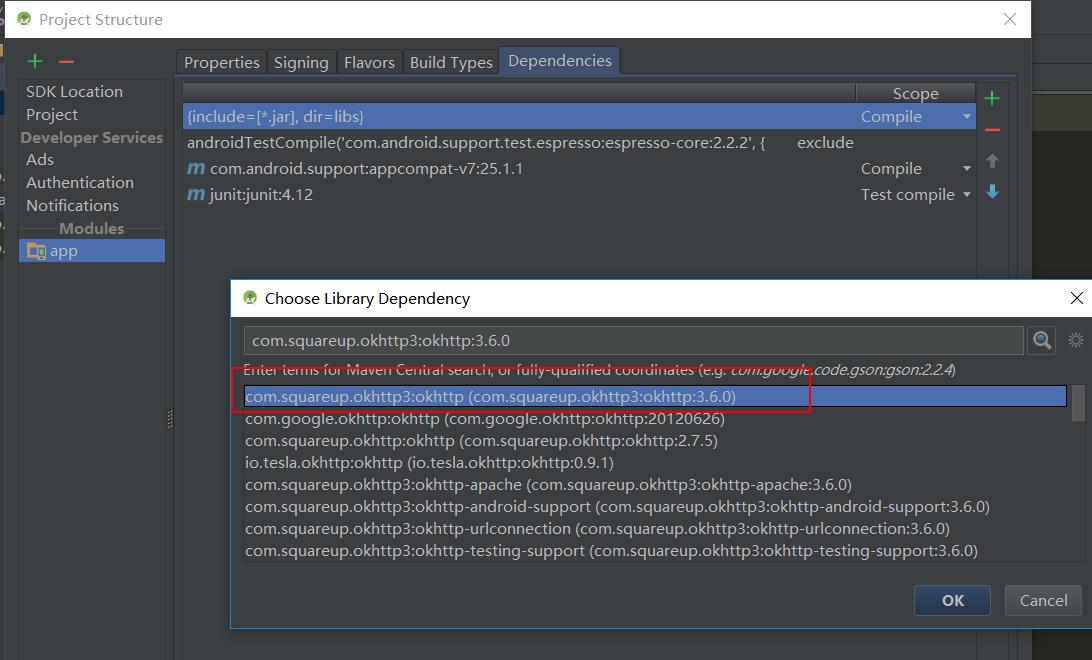 Project Structure
Properties Signing Flavors Build Types Dependencies
SDK Location
Project
Developer Services
Ads
Authentication
Notifications
Modules
app
Scope
{include=[*.jar], dir=libs} Compile
androidTestCompile('com.android.support.test.espresso:espresso-core:2.2.2', { exclude
m com.android.support:appcompat-v7:25.1.1 Compile
m junit:junit:4.12 Test compile
Choose Library Dependency
com.squareup.okhttp3:okhttp:3.6.0
Enter terms for Maven Central search, or fully-qualified coordinates (e.g. com.google.code.gson:gson:2.2.4)
com.squareup.okhttp3:okhttp (com.squareup.okhttp3:okhttp:3.6.0)
com.google.okhttp:okhttp (com.google.okhttp:okhttp:20120626)
com.squareup.okhttp:okhttp (com.squareup.okhttp:okhttp:2.7.5)
io.tesla.okhttp:okhttp (io.tesla.okhttp:okhttp:0.9.1)
com.squareup.okhttp3:okhttp-apache (com.squareup.okhttp3:okhttp-apache:3.6.0)
com.squareup.okhttp3:okhttp-android-support (com.squareup.okhttp3:okhttp-android-support:3.6.0)
com.squareup.okhttp3:okhttp-urlconnection (com.squareup.okhttp3:okhttp-urlconnection:3.6.0)
com.squareup.okhttp3:okhttp-testing-support (com.squareup.okhttp3:okhttp-testing-support:3.6.0)
OK Cancel